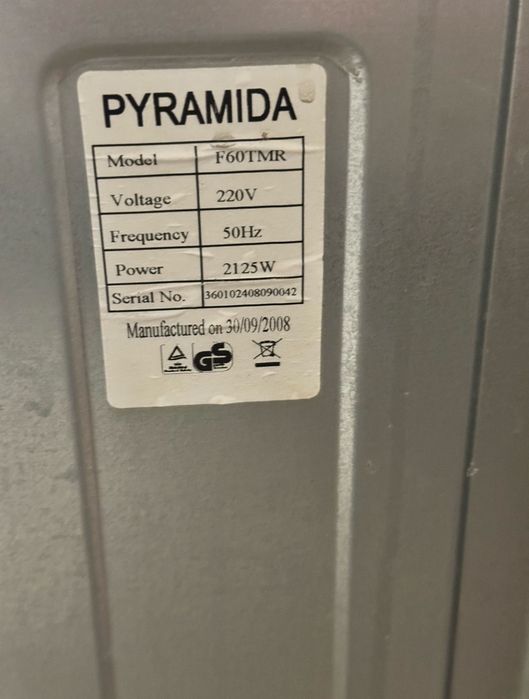 PYRAMIDA
Model F60TMR
Voltage 220V
Frequency 50Hz
Power 2125W
Serial No. 360102408090042
Manufactured on 30/09/2008
GS